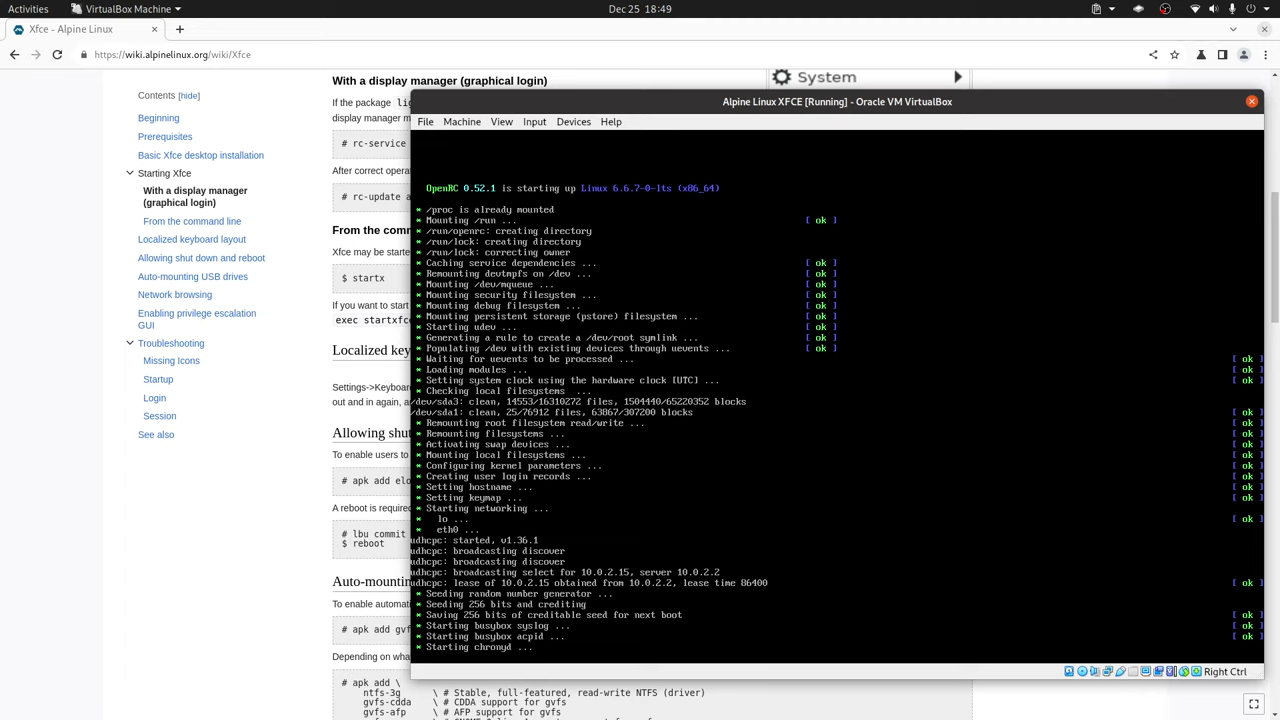 Activities
VirtualBox Machine
Dec 25 18:49
Xfce - Alpine Linux
https://wiki.alpinelinux.org/wiki/Xfce
Contents [hide]
Beginning
Prerequisites
Basic Xfce desktop installation
Starting Xfce
With a display manager
(graphical login)
From the command line
Localized keyboard layout
Allowing shut down and reboot
Auto-mounting USB drives
Network browsing
Enabling privilege escalation
GUI
Troubleshooting
Missing Icons
Startup
Login
Session
See also
With a display manager (graphical login)
If the package
display manager
# rc-service
After correct
# rc-update
From the
Xfce may be
$ startx
If you want to start
exec
Localized
out and in again,
Allowing
To enable users to
# apk add
A reboot is
# lbu commit
$ reboot
Auto-mounting
To enable
# apk add
Depending on
# apk add \
ntfs-3g \ # Stable, full-featured, read-write NTFS (driver)
gvfs-cdda \ # CDDA support for gvfs
gvfs-afp \ # AFP support for gvfs
System
Alpine Linux XFCE [Running] - Oracle VM VirtualBox
File Machine View Input Devices Help
OpenRC 0.52.1 is starting up Linux 6.6.7-0-lts (x86_64)
* /proc is already mounted
* Mounting /run ... [ ok ]
* /run/openrc: creating directory
* /run/lock: creating directory
* /run/lock: correcting owner
* Caching service dependencies ... [ ok ]
* Remounting devtmpfs on /dev ... [ ok ]
* Mounting /dev/mqueue ... [ ok ]
* Mounting security filesystem ... [ ok ]
* Mounting debug filesystem ... [ ok ]
* Mounting persistent storage (pstore) filesystem ... [ ok ]
* Starting udev ... [ ok ]
* Generating a rule to create a /dev/root symlink ... [ ok ]
* Populating /dev with existing devices through uevents ... [ ok ]
* Waiting for uevents to be processed ... [ ok ]
* Loading modules ... [ ok ]
* Setting system clock using the hardware clock [UTC] ... [ ok ]
* Checking local filesystems ...
/dev/sda3: clean, 14553/16310272 files, 1504440/65220352 blocks
/dev/sda1: clean, 25/76912 files, 63867/307200 blocks [ ok ]
* Remounting root filesystem read/write ... [ ok ]
* Remounting filesystems ... [ ok ]
* Activating swap devices ... [ ok ]
* Mounting local filesystems ... [ ok ]
* Configuring kernel parameters ... [ ok ]
* Creating user login records ... [ ok ]
* Setting hostname ... [ ok ]
* Setting keymap ... [ ok ]
* Starting networking ...
* lo ... [ ok ]
* eth0 ...
udhcpc: started, v1.36.1
udhcpc: broadcasting discover
udhcpc: broadcasting discover
udhcpc: broadcasting select for 10.0.2.15, server 10.0.2.2
udhcpc: lease of 10.0.2.15 obtained from 10.0.2.2, lease time 86400 [ ok ]
* Seeding random number generator ...
* Seeding 256 bits and crediting
* Saving 256 bits of creditable seed for next boot [ ok ]
* Starting busybox syslog ... [ ok ]
* Starting busybox acpid ... [ ok ]
* Starting chronyd ...
Right Ctrl